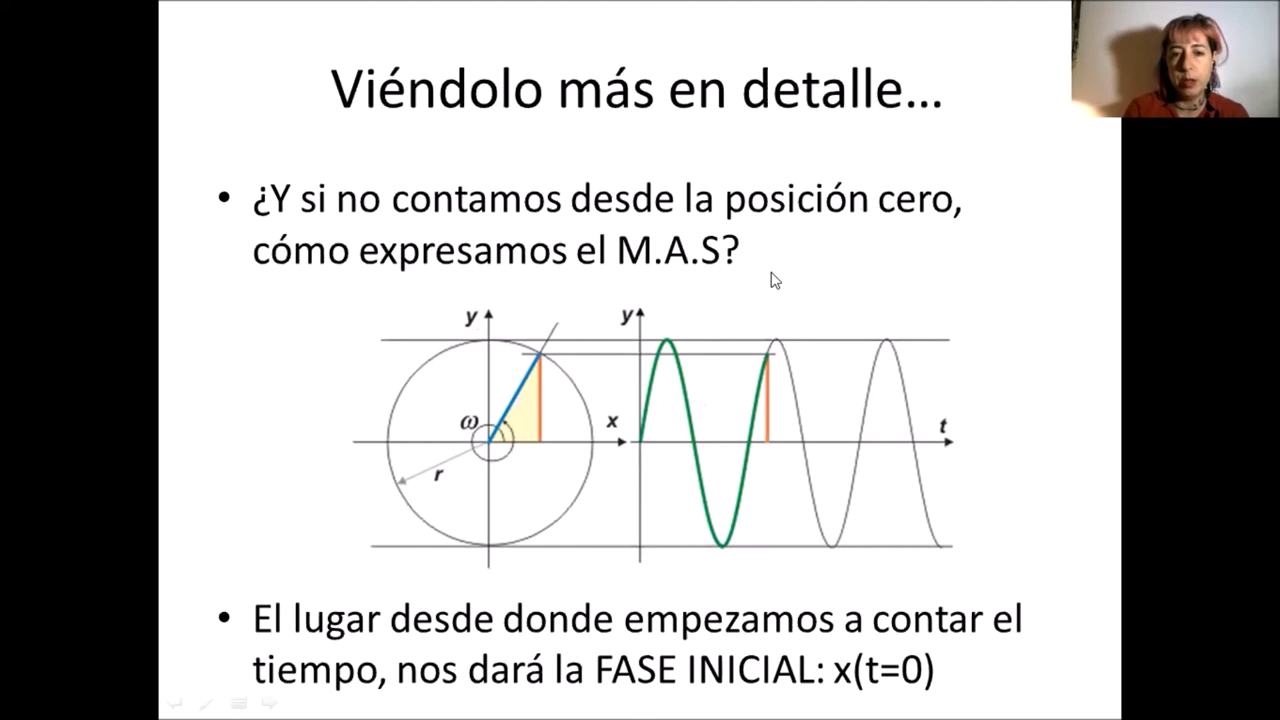 Viéndolo más en detalle...
• ¿Y si no contamos desde la posición cero,
cómo expresamos el M.A.S?
y
y
ω
x
t
r
• El lugar desde donde empezamos a contar el
tiempo, nos dará la FASE INICIAL: x(t=0)